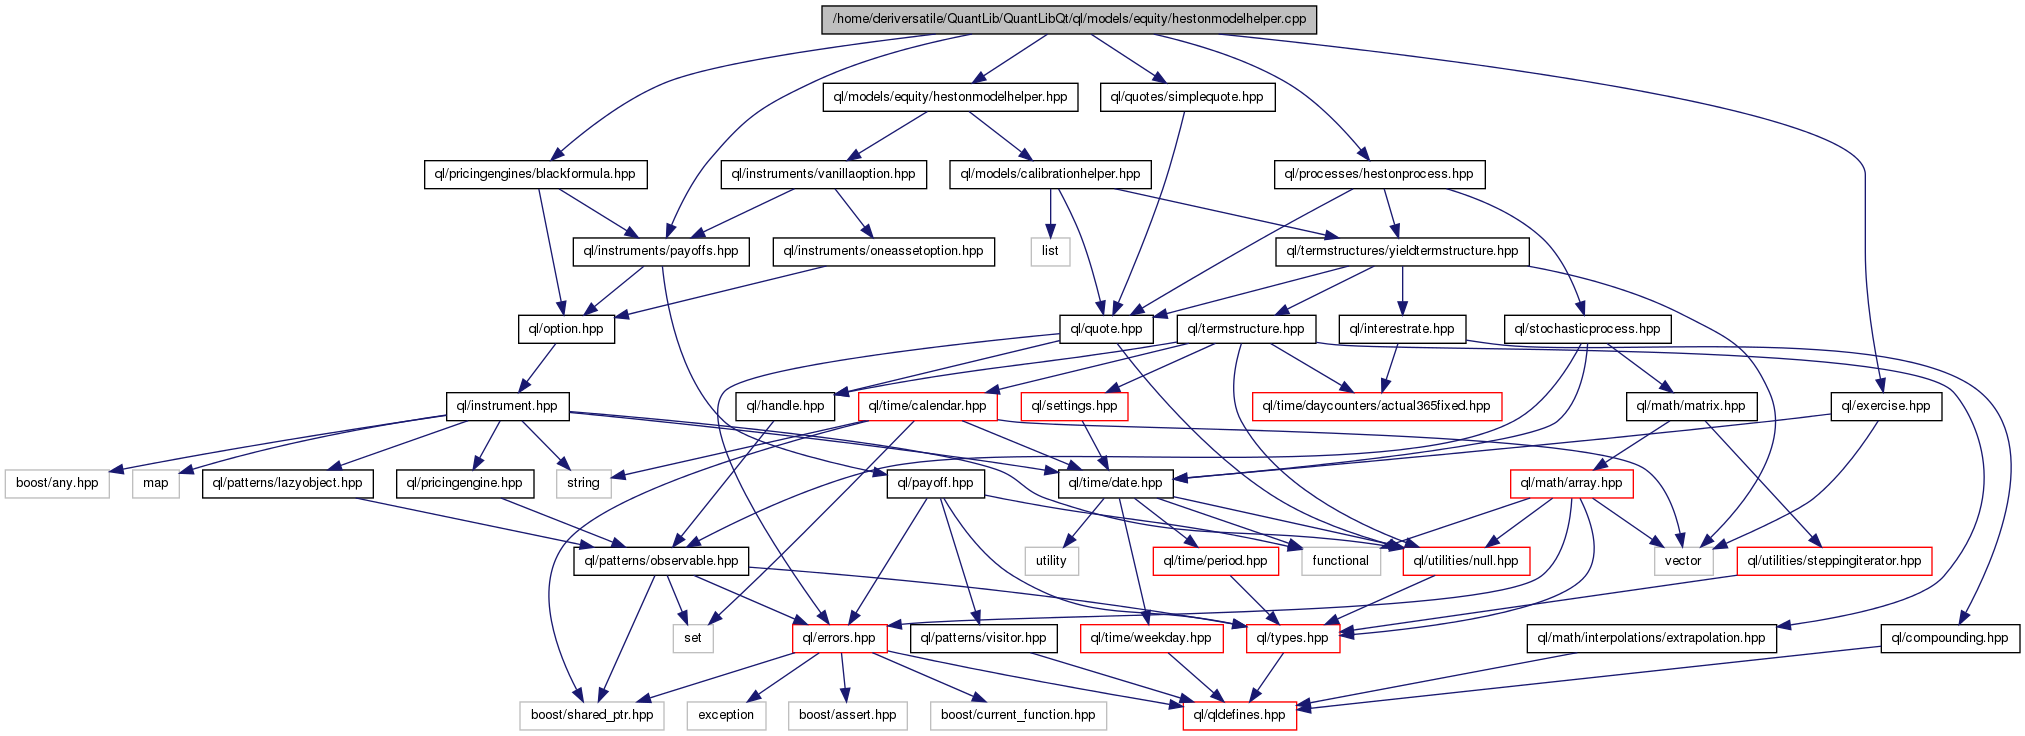 /home/deriversatile/QuantLib/QuantLibQt/ql/models/equity/hestonmodelhelper.cpp
ql/models/equity/hestonmodelhelper.hpp
ql/quotes/simplequote.hpp
ql/pricingengines/blackformula.hpp
ql/instruments/vanillaoption.hpp
ql/models/calibrationhelper.hpp
ql/processes/hestonprocess.hpp
ql/instruments/payoffs.hpp
ql/instruments/oneassetoption.hpp
list
ql/termstructures/yieldtermstructure.hpp
ql/option.hpp
ql/quote.hpp
ql/termstructure.hpp
ql/interestrate.hpp
ql/stochasticprocess.hpp
ql/instrument.hpp
ql/handle.hpp
ql/time/calendar.hpp
ql/settings.hpp
ql/time/daycounters/actual365fixed.hpp
ql/math/matrix.hpp
ql/exercise.hpp
boost/any.hpp
map
ql/patterns/lazyobject.hpp
ql/pricingengine.hpp
string
ql/payoff.hpp
ql/time/date.hpp
ql/math/array.hpp
ql/patterns/observable.hpp
utility
ql/time/period.hpp
functional
ql/utilities/null.hpp
vector
ql/utilities/steppingiterator.hpp
set
ql/errors.hpp
ql/patterns/visitor.hpp
ql/time/weekday.hpp
ql/types.hpp
ql/math/interpolations/extrapolation.hpp
ql/compounding.hpp
boost/shared_ptr.hpp
exception
boost/assert.hpp
boost/current_function.hpp
ql/qldefines.hpp